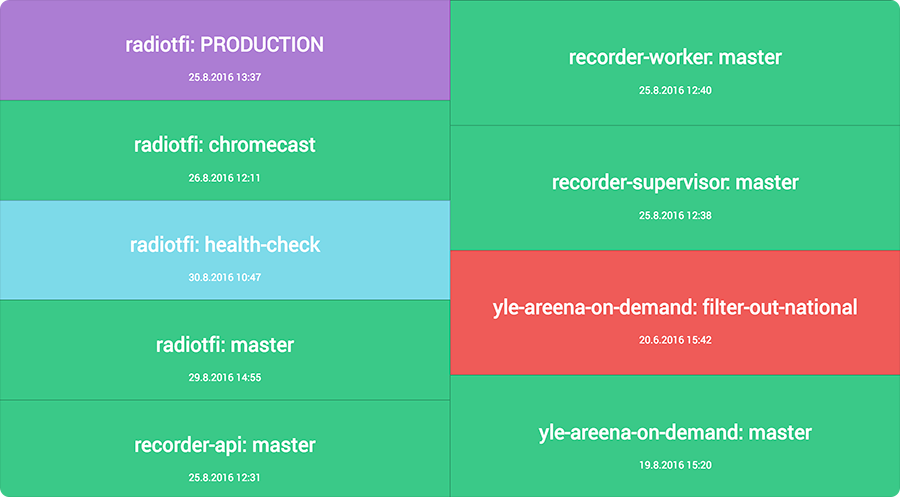 radiotfi: PRODUCTION
25.8.2016 13:37
radiotfi: chromecast
26.8.2016 12:11
radiotfi: health-check
30.8.2016 10:47
radiotfi: master
29.8.2016 14:55
recorder-api: master
25.8.2016 12:31
recorder-worker: master
25.8.2016 12:40
recorder-supervisor: master
25.8.2016 12:38
yle-areena-on-demand: filter-out-national
20.6.2016 15:42
yle-areena-on-demand: master
19.8.2016 15:20